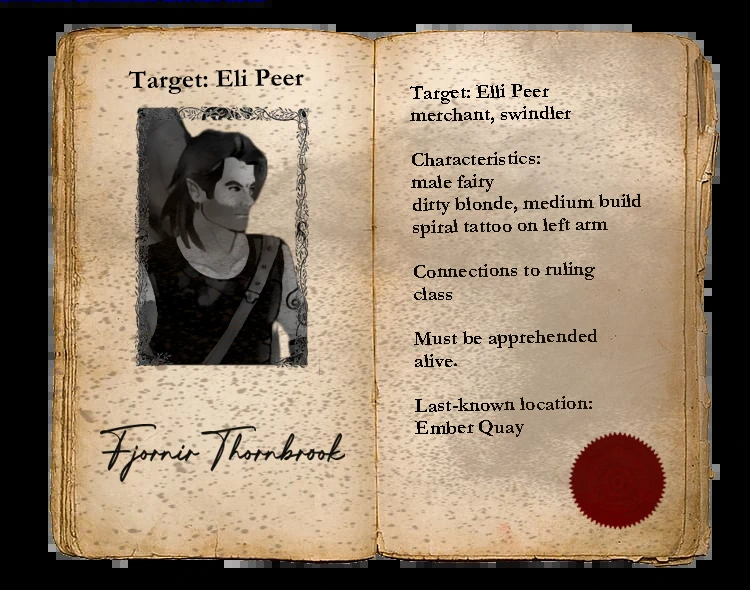 Target: Eli Peer
Fjornir Thornbrook
Target: Elli Peer
merchant, swindler
Characteristics:
male fairy
dirty blonde, medium build
spiral tattoo on left arm
Connections to ruling
class
Must be apprehended
alive.
Last-known location:
Ember Quay